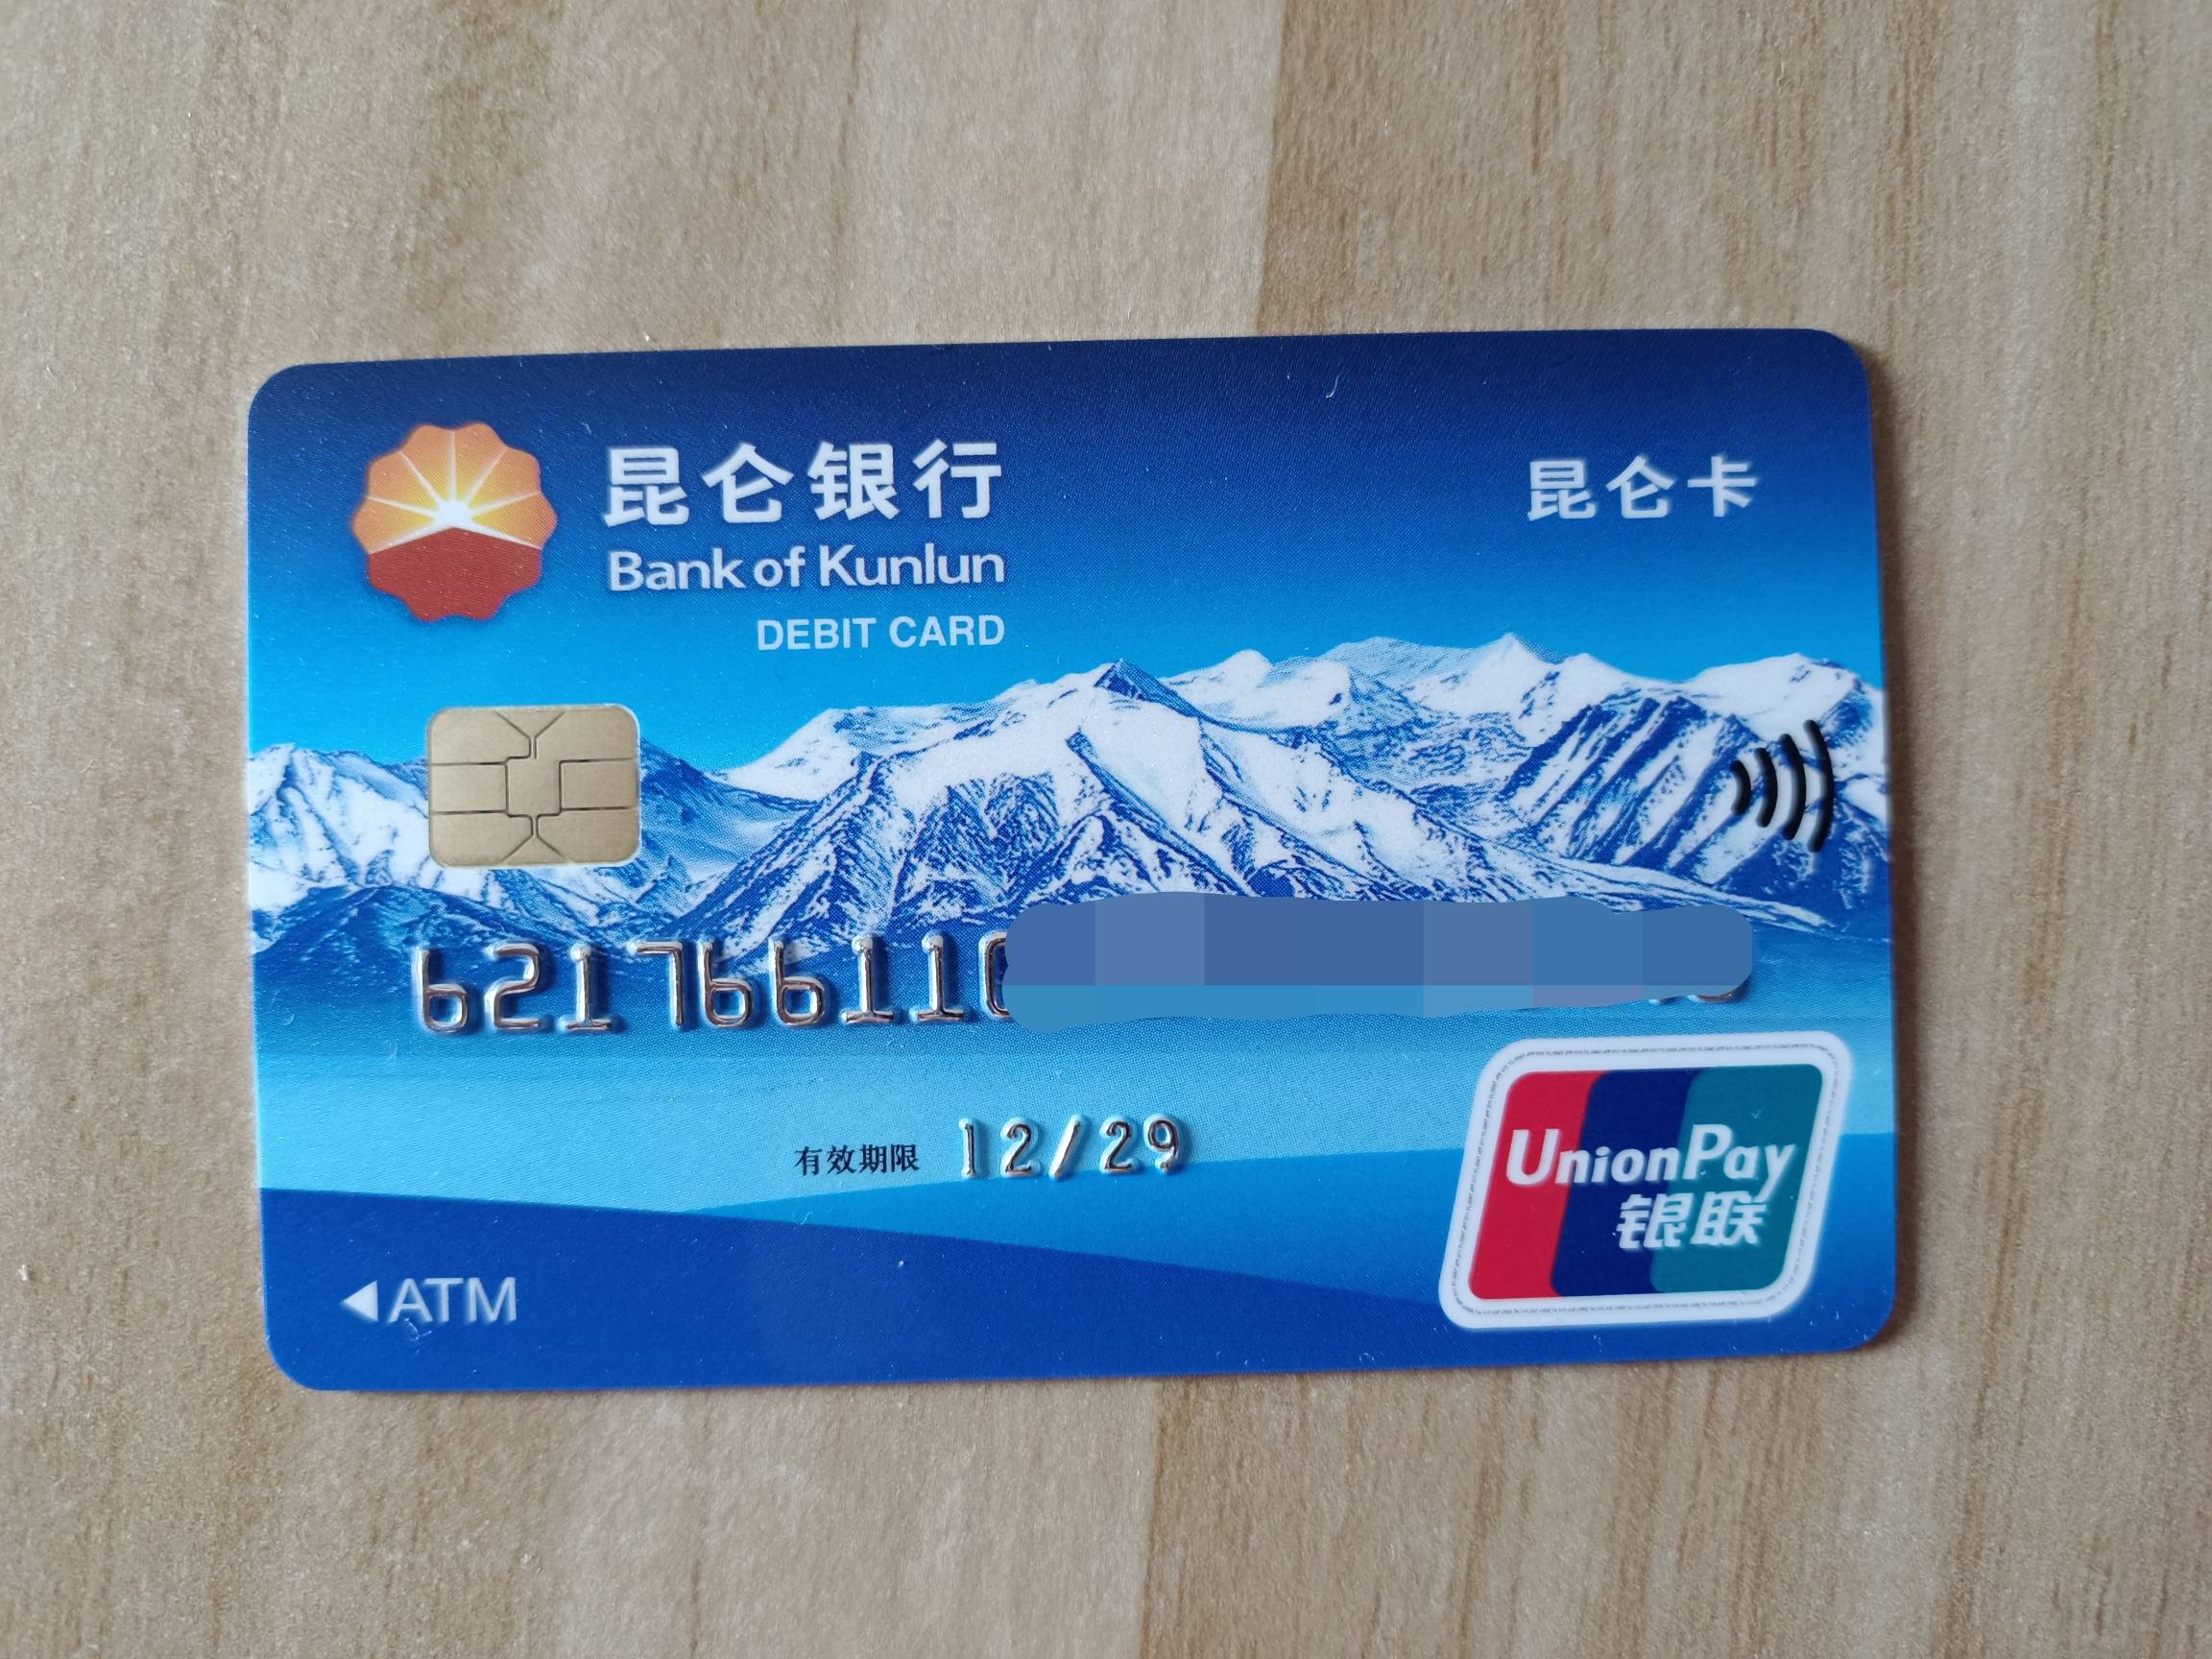 昆仑银行
Bank of Kunlun
DEBIT CARD
昆仑卡
621766110
有效期限 12/29
ATM
UnionPay
银联